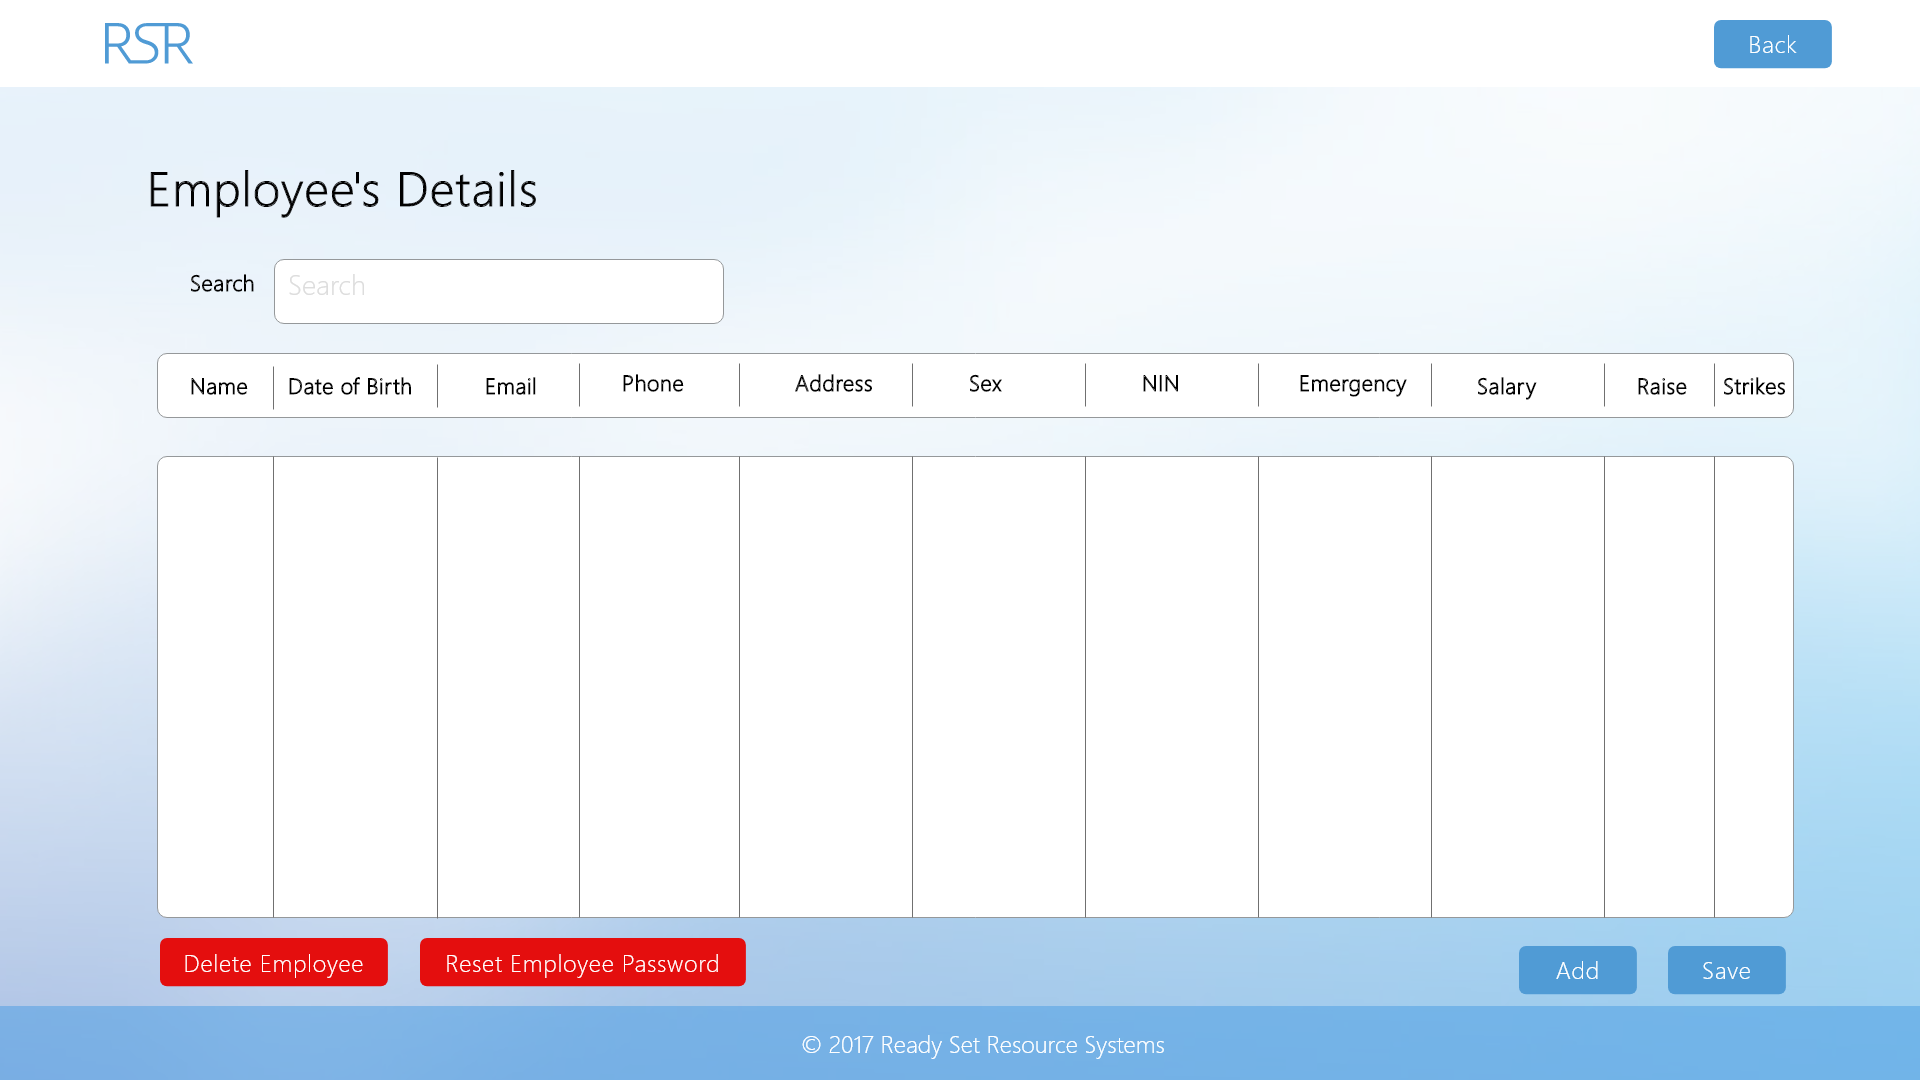 RSR
Back
Employee's Details
Search
Search
Name Date of Birth Email Phone Address Sex NIN Emergency Salary Raise Strikes
Delete Employee Reset Employee Password Add Save
© 2017 Ready Set Resource Systems